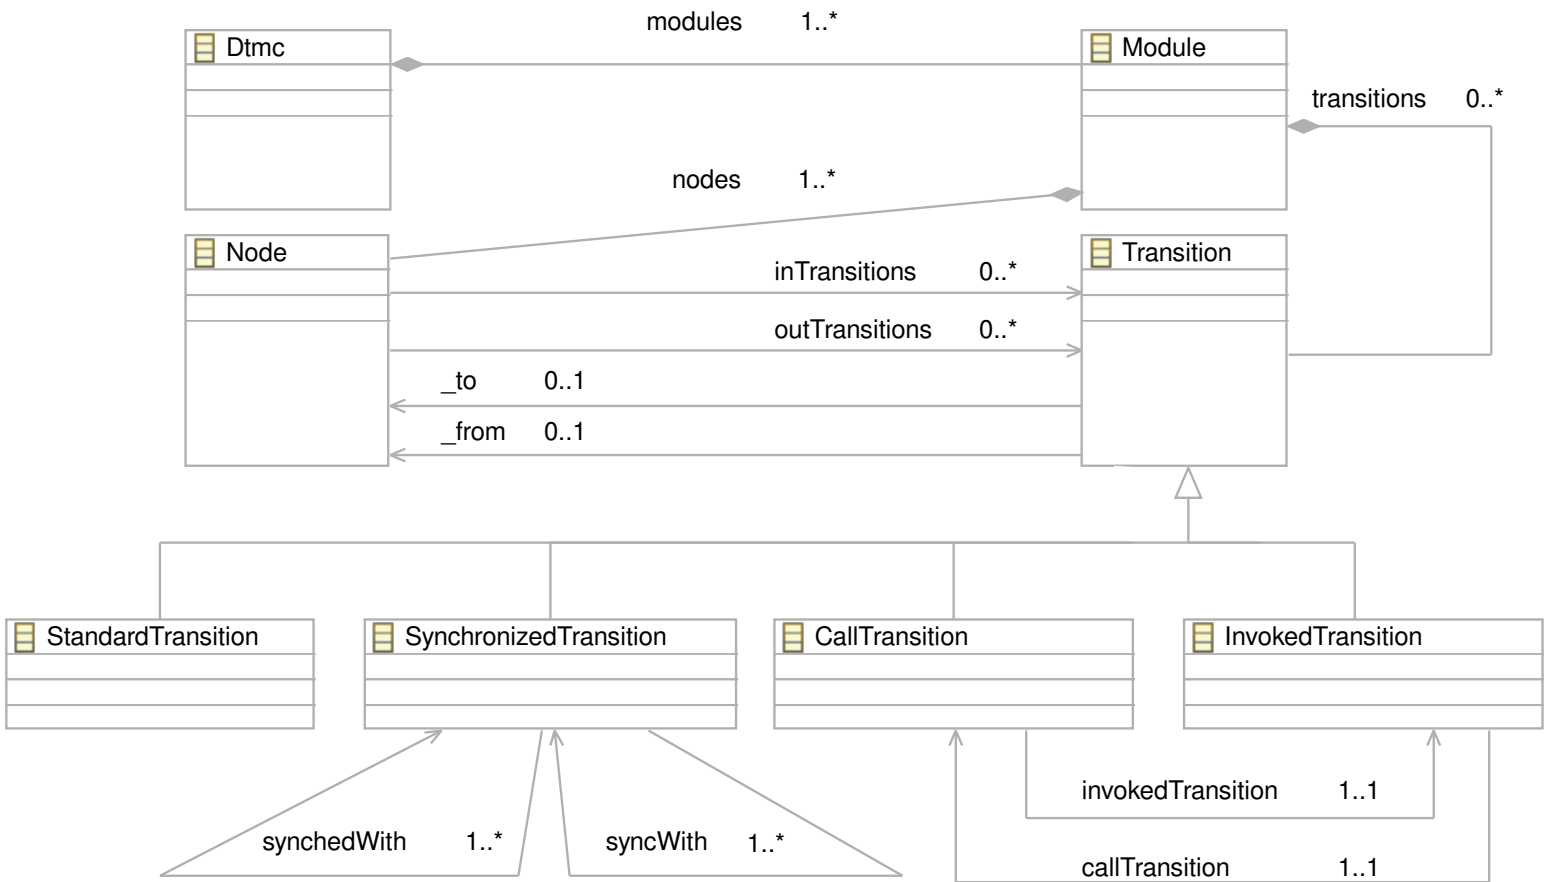 modules 1..*
Dtmc
Module
transitions 0..*
nodes 1..*
Node
Transition
inTransitions 0..*
outTransitions 0..*
_to 0..1
_from 0..1
StandardTransition
SynchronizedTransition
CallTransition
InvokedTransition
invokedTransition 1..1
synchedWith 1..*
syncWith 1..*
callTransition 1..1